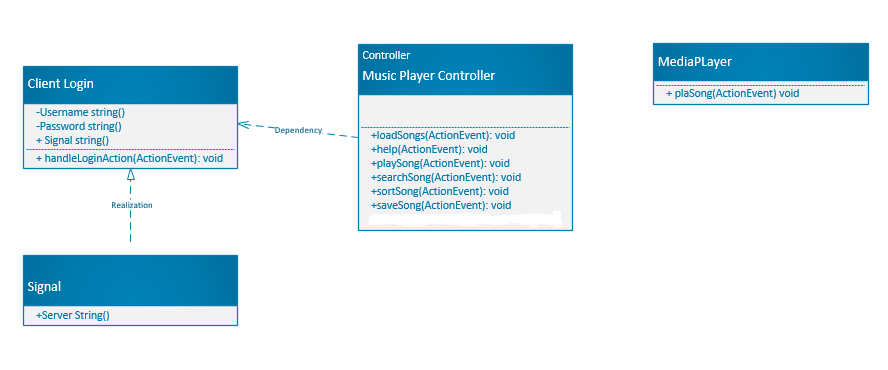 Client Login
-Username string()
-Password string()
+ Signal string()
+ handleLoginAction(ActionEvent): void
Realization
Signal
+Server String()
Dependency
Controller
Music Player Controller
+loadSongs(ActionEvent): void
+help(ActionEvent): void
+playSong(ActionEvent): void
+searchSong(ActionEvent): void
+sortSong(ActionEvent): void
+saveSong(ActionEvent): void
MediaPLayer
+ plaSong(ActionEvent) void